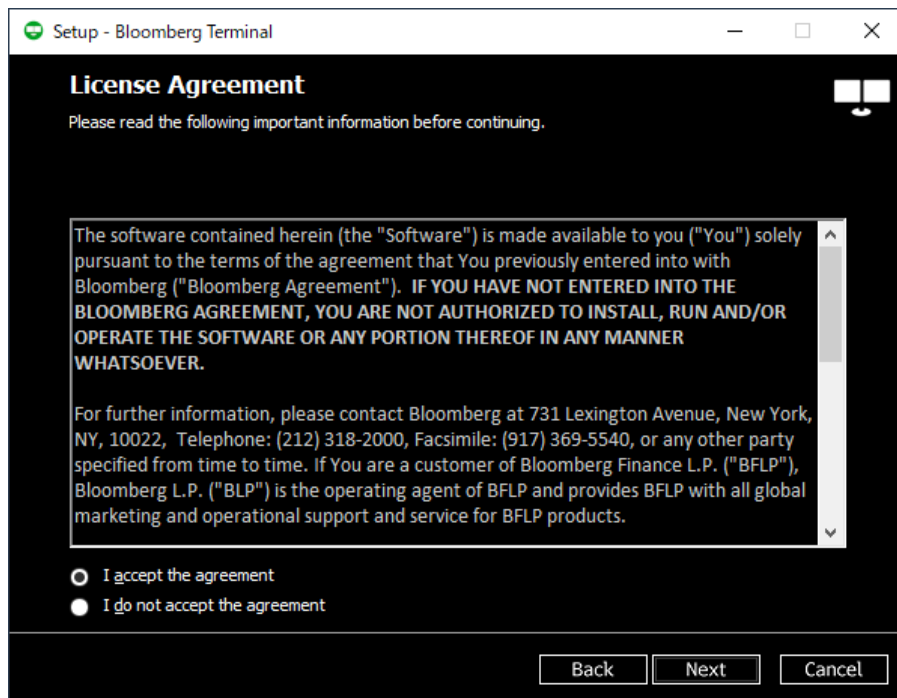 Setup - Bloomberg Terminal
License Agreement
Please read the following important information before continuing.
The software contained herein (the "Software") is made available to you ("You") solely
pursuant to the terms of the agreement that You previously entered into with
Bloomberg ("Bloomberg Agreement").  IF YOU HAVE NOT ENTERED INTO THE
BLOOMBERG AGREEMENT, YOU ARE NOT AUTHORIZED TO INSTALL, RUN AND/OR
OPERATE THE SOFTWARE OR ANY PORTION THEREOF IN ANY MANNER
WHATSOEVER.
For further information, please contact Bloomberg at 731 Lexington Avenue, New York,
NY, 10022,  Telephone: (212) 318-2000, Facsimile: (917) 369-5540, or any other party
specified from time to time. If You are a customer of Bloomberg Finance L.P. ("BFLP"),
Bloomberg L.P. ("BLP") is the operating agent of BFLP and provides BFLP with all global
marketing and operational support and service for BFLP products.
I accept the agreement
I do not accept the agreement
Back
Next
Cancel